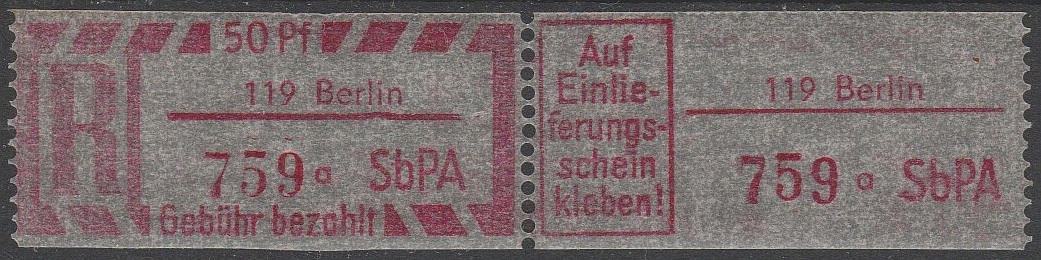 50 Pf
R
119 Berlin
759 a SbPA
Gebühr bezahlt
Auf
Einlie-
ferungs-
schein
kleben!
119 Berlin
759 a SbPA